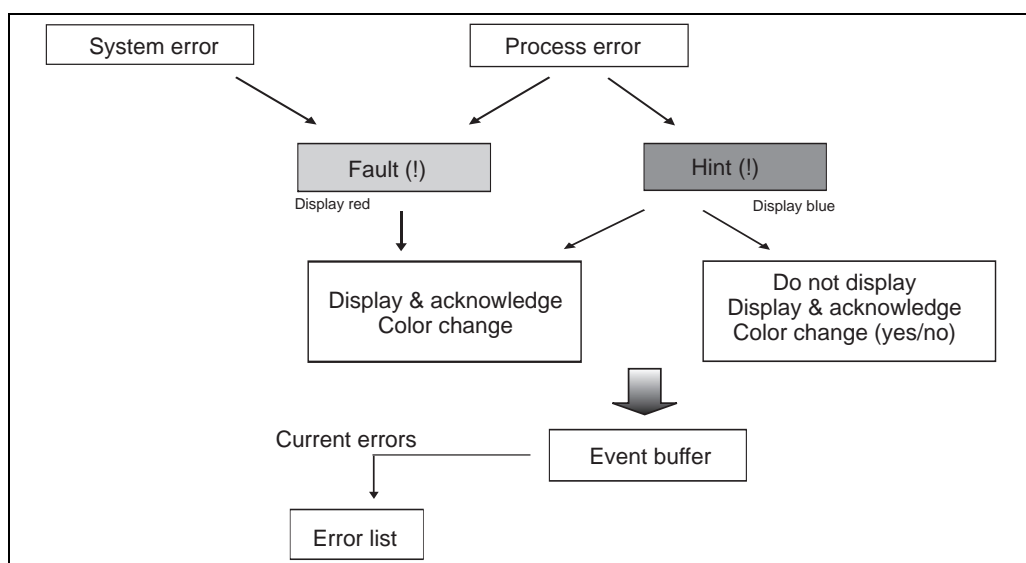 System error
Process error
Fault (!)
Hint (!)
Display red
Display blue
Display & acknowledge
Color change
Do not display
Display & acknowledge
Color change (yes/no)
Current errors
Event buffer
Error list